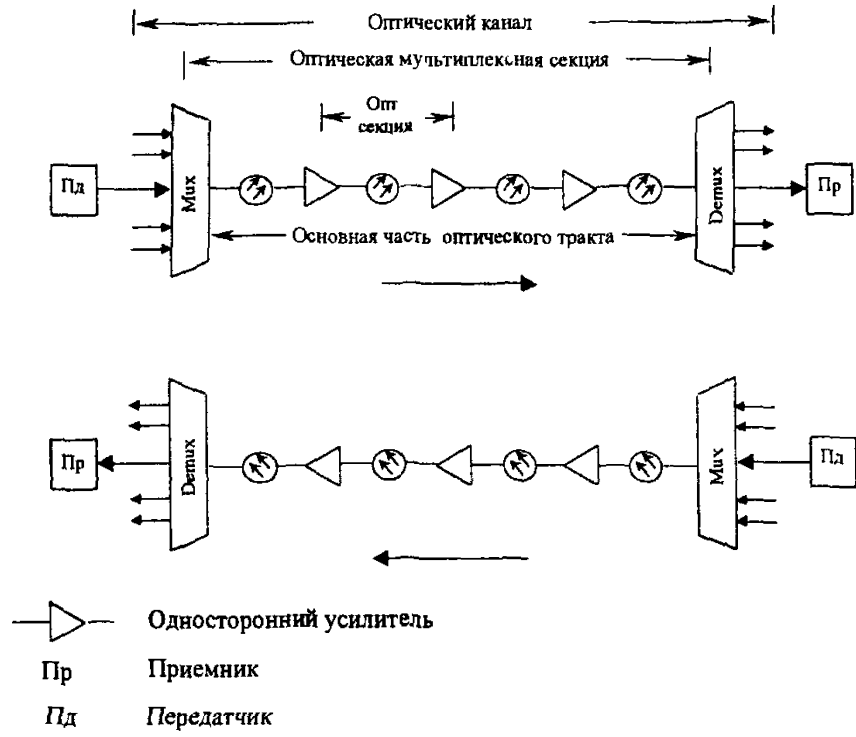 Оптический канал
Оптическая мультиплексная секция
Опт
секция
Пд
Mux
Demux
Пр
Основная часть оптического тракта
Пр
Demux
Mux
Пд
Односторонний усилитель
Пр Приемник
Пд Передатчик